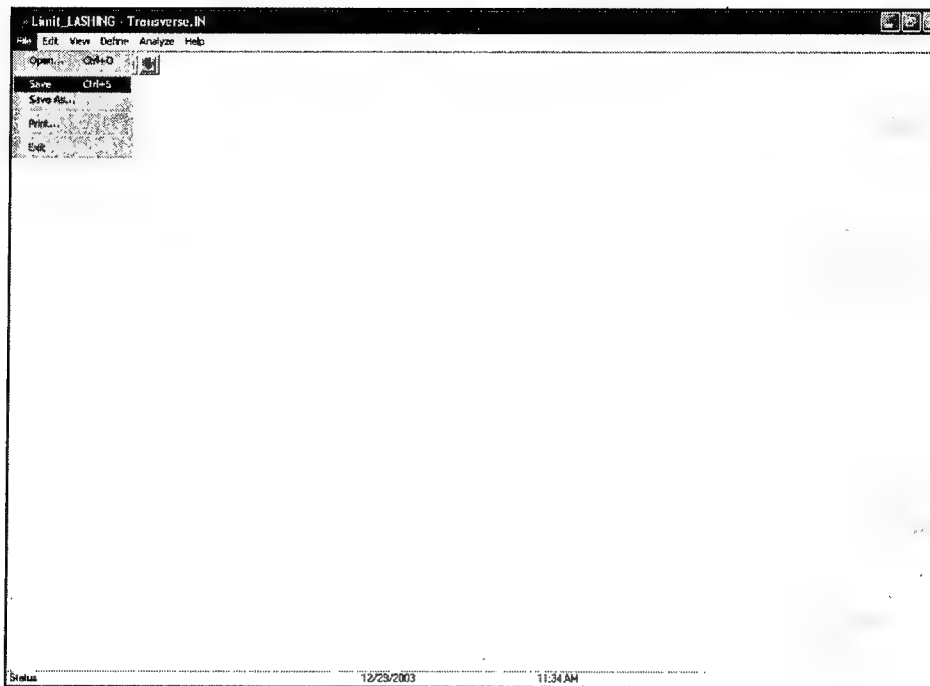 Limit_LASHING - Transverse.IN
File Edit View Define Analyze Help
Open... Ctrl+O
Save Ctrl+S
Save As...
Print...
Exit
Status 12/23/2003 11:34 AM